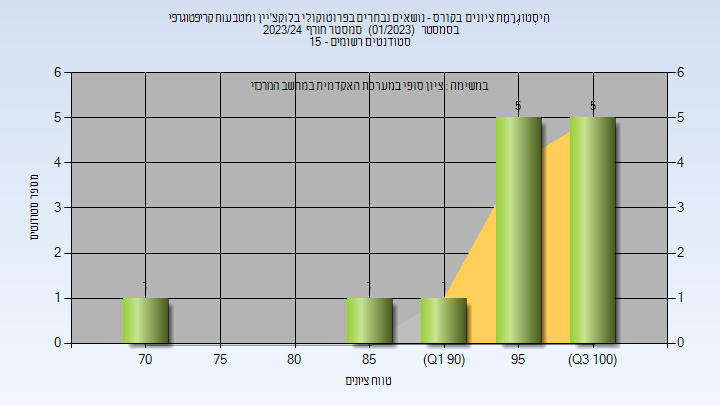 הִיסְטוֹגְרָמַת ציונים בקורס - נושאים נבחרים בפרוטוקולי בלוקצ'יין ומטבעות קריפטוגרפי
בסמסטר (01/2023) סמסטר חורף 2023/24
סטודנטים רשומים - 15
במשימה : ציון סופי במערכת האקדמית במחשב המרכזי
מספר סטודנטים
6 6
5 5
4 4
3 3
2 2
1 1
0 0
1 1 1 5 5
70 75 80 85 (Q1 90) 95 (Q3 100)
טווח ציונים